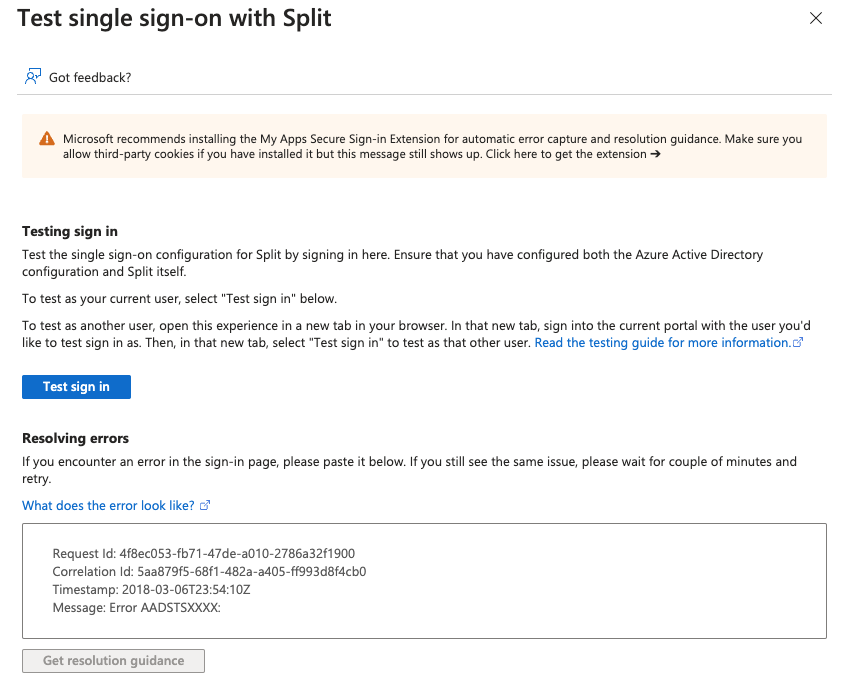 Test single sign-on with Split
Got feedback?
Microsoft recommends installing the My Apps Secure Sign-in Extension for automatic error capture and resolution guidance. Make sure you
allow third-party cookies if you have installed it but this message still shows up. Click here to get the extension →
Testing sign in
Test the single sign-on configuration for Split by signing in here. Ensure that you have configured both the Azure Active Directory
configuration and Split itself.
To test as your current user, select "Test sign in" below.
To test as another user, open this experience in a new tab in your browser. In that new tab, sign into the current portal with the user you'd
like to test sign in as. Then, in that new tab, select "Test sign in" to test as that other user. Read the testing guide for more information.
Test sign in
Resolving errors
If you encounter an error in the sign-in page, please paste it below. If you still see the same issue, please wait for couple of minutes and
retry.
What does the error look like?
Request Id: 4f8ec053-fb71-47de-a010-2786a32f1900
Correlation Id: 5aa879f5-68f1-482a-a405-ff993d8f4cb0
Timestamp: 2018-03-06T23:54:10Z
Message: Error AADSTSXXXX:
Get resolution guidance